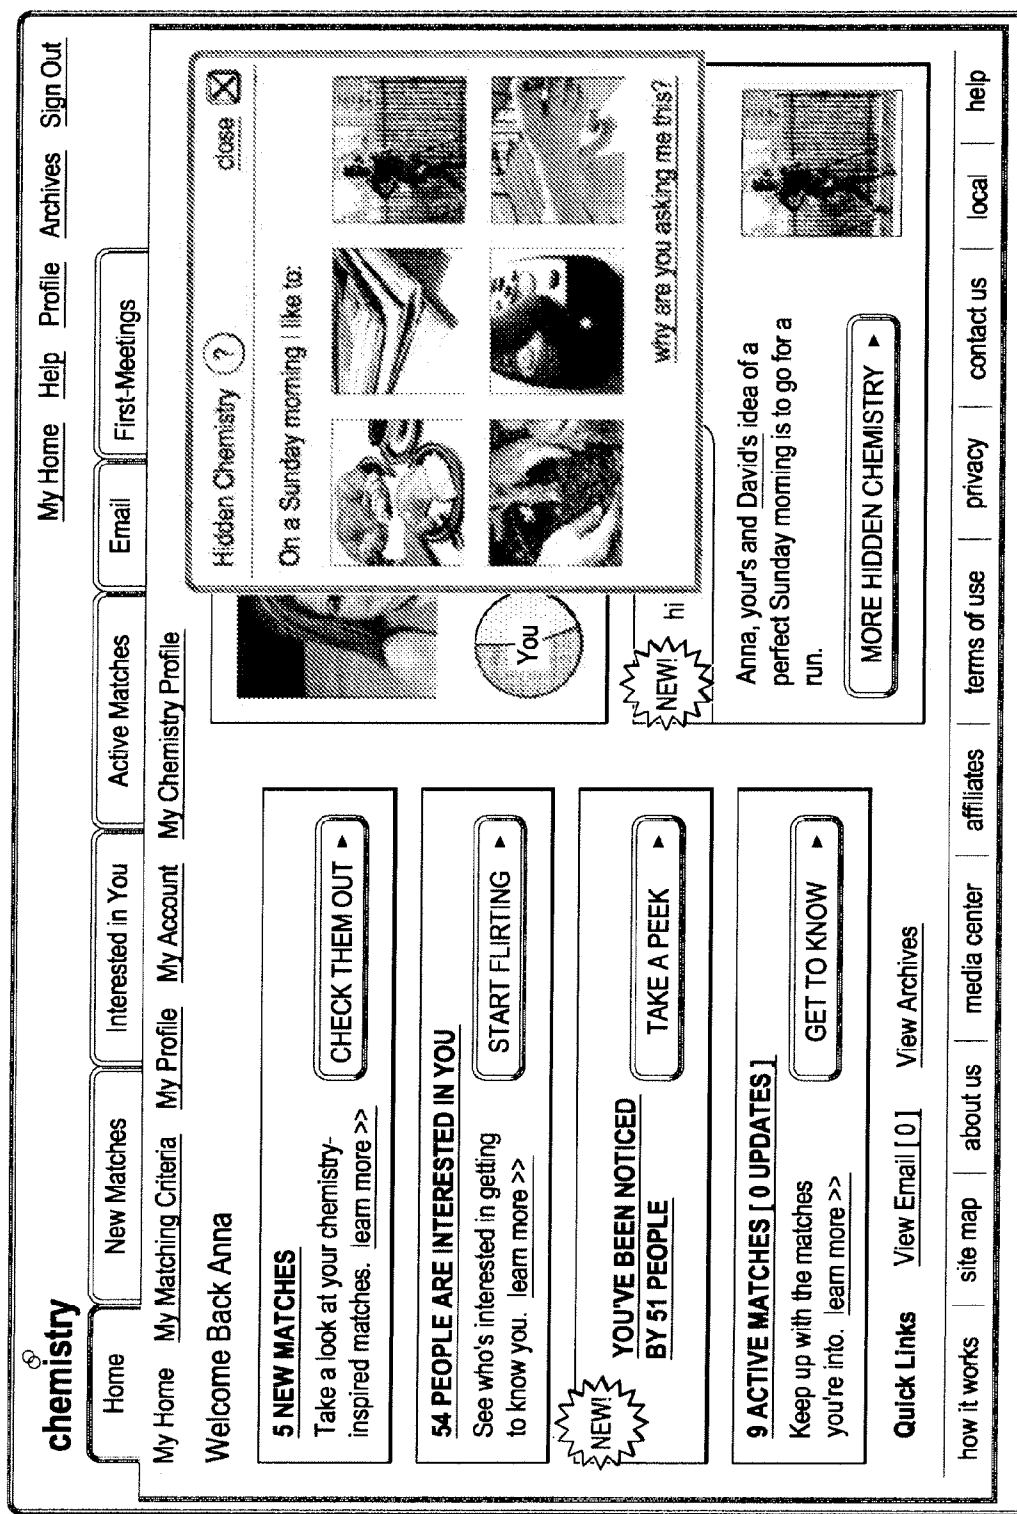 chemistry
My Home Help Profile Archives Sign Out
Home New Matches Interested in You Active Matches Email First-Meetings
My Home My Matching Criteria My Profile My Account My Chemistry Profile
Welcome Back Anna
5 NEW MATCHES
Take a look at your chemistry-
inspired matches. learn more >>
CHECK THEM OUT ►
54 PEOPLE ARE INTERESTED IN YOU
See who's interested in getting
to know you. learn more >>
START FLIRTING ►
NEW!
YOU'VE BEEN NOTICED
BY 51 PEOPLE
TAKE A PEEK ►
9 ACTIVE MATCHES [ 0 UPDATES ]
Keep up with the matches
you're into. learn more >>
GET TO KNOW ►
Quick Links View Email [ 0 ] View Archives
Hidden Chemistry ? close X
On a Sunday morning I like to:
why are you asking me this?
You
NEW!
hi
Anna, your's and David's idea of a
perfect Sunday morning is to go for a
run.
MORE HIDDEN CHEMISTRY ►
how it works | site map | about us | media center | affiliates | terms of use | privacy | contact us | local | help